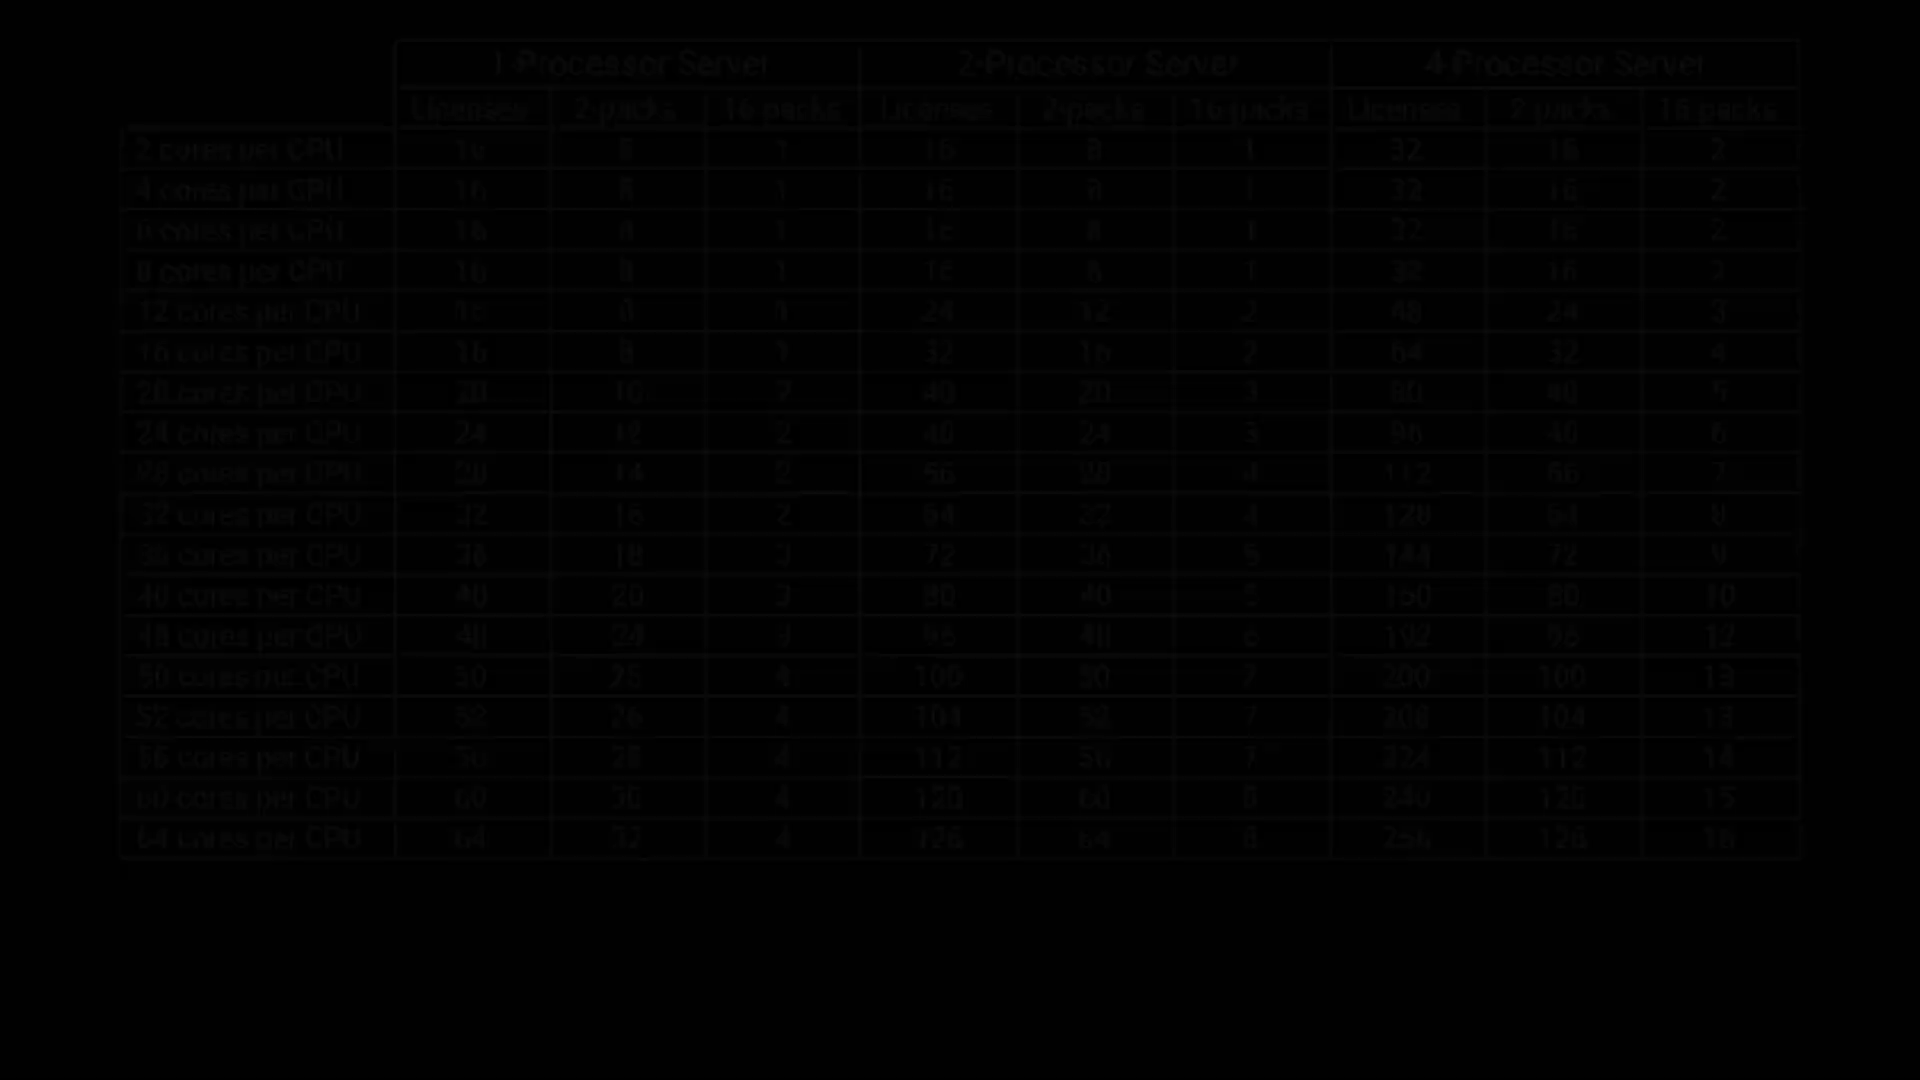 1-Processor Server 2-Processor Server 4-Processor Server
Licenses 2-packs 16-packs Licenses 2-packs 16-packs Licenses 2-packs 16-packs
2 cores per CPU 16 8 1 16 8 1 32 16 2
4 cores per CPU 16 8 1 16 8 1 32 16 2
6 cores per CPU 16 8 1 16 8 1 32 16 2
8 cores per CPU 16 8 1 16 8 1 32 16 2
12 cores per CPU 16 8 1 24 12 2 48 24 3
16 cores per CPU 16 8 1 32 16 2 64 32 4
20 cores per CPU 20 10 2 40 20 3 80 40 5
24 cores per CPU 24 12 2 48 24 3 96 48 6
28 cores per CPU 28 14 2 56 28 4 112 56 7
32 cores per CPU 32 16 2 64 32 4 128 64 8
36 cores per CPU 36 18 3 72 36 5 144 72 9
40 cores per CPU 40 20 3 80 40 5 160 80 10
48 cores per CPU 48 24 3 96 48 6 192 96 12
50 cores per CPU 50 25 4 100 50 7 200 100 13
52 cores per CPU 52 26 4 104 52 7 208 104 13
56 cores per CPU 56 28 4 112 56 7 224 112 14
60 cores per CPU 60 30 4 120 60 8 240 120 15
64 cores per CPU 64 32 4 128 64 8 256 128 16